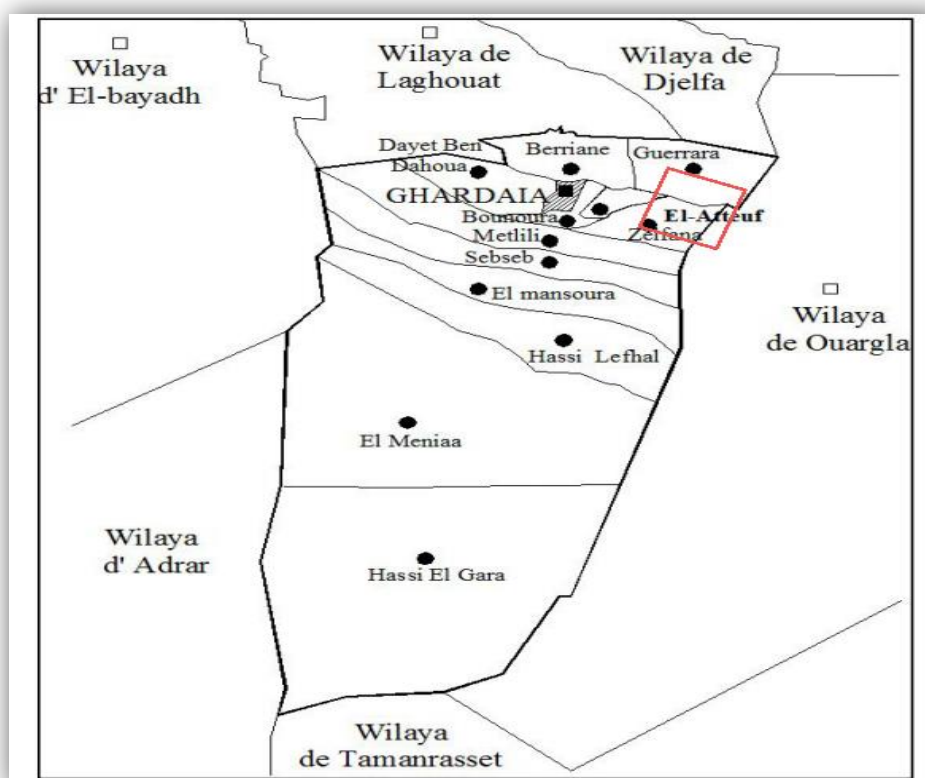 Wilaya
d' El-bayadh
Wilaya de
Laghouat
Wilaya de
Djelfa
Dayet Ben
Dahoua
Berriane
Guerrara
GHARDAIA
El-Atteuf
Bounoura
Zelfana
Metlili
Sebseb
El mansoura
Wilaya
de Ouargla
Hassi Lefhal
El Meniaa
Wilaya
d' Adrar
Hassi El Gara
Wilaya
de Tamanrasset